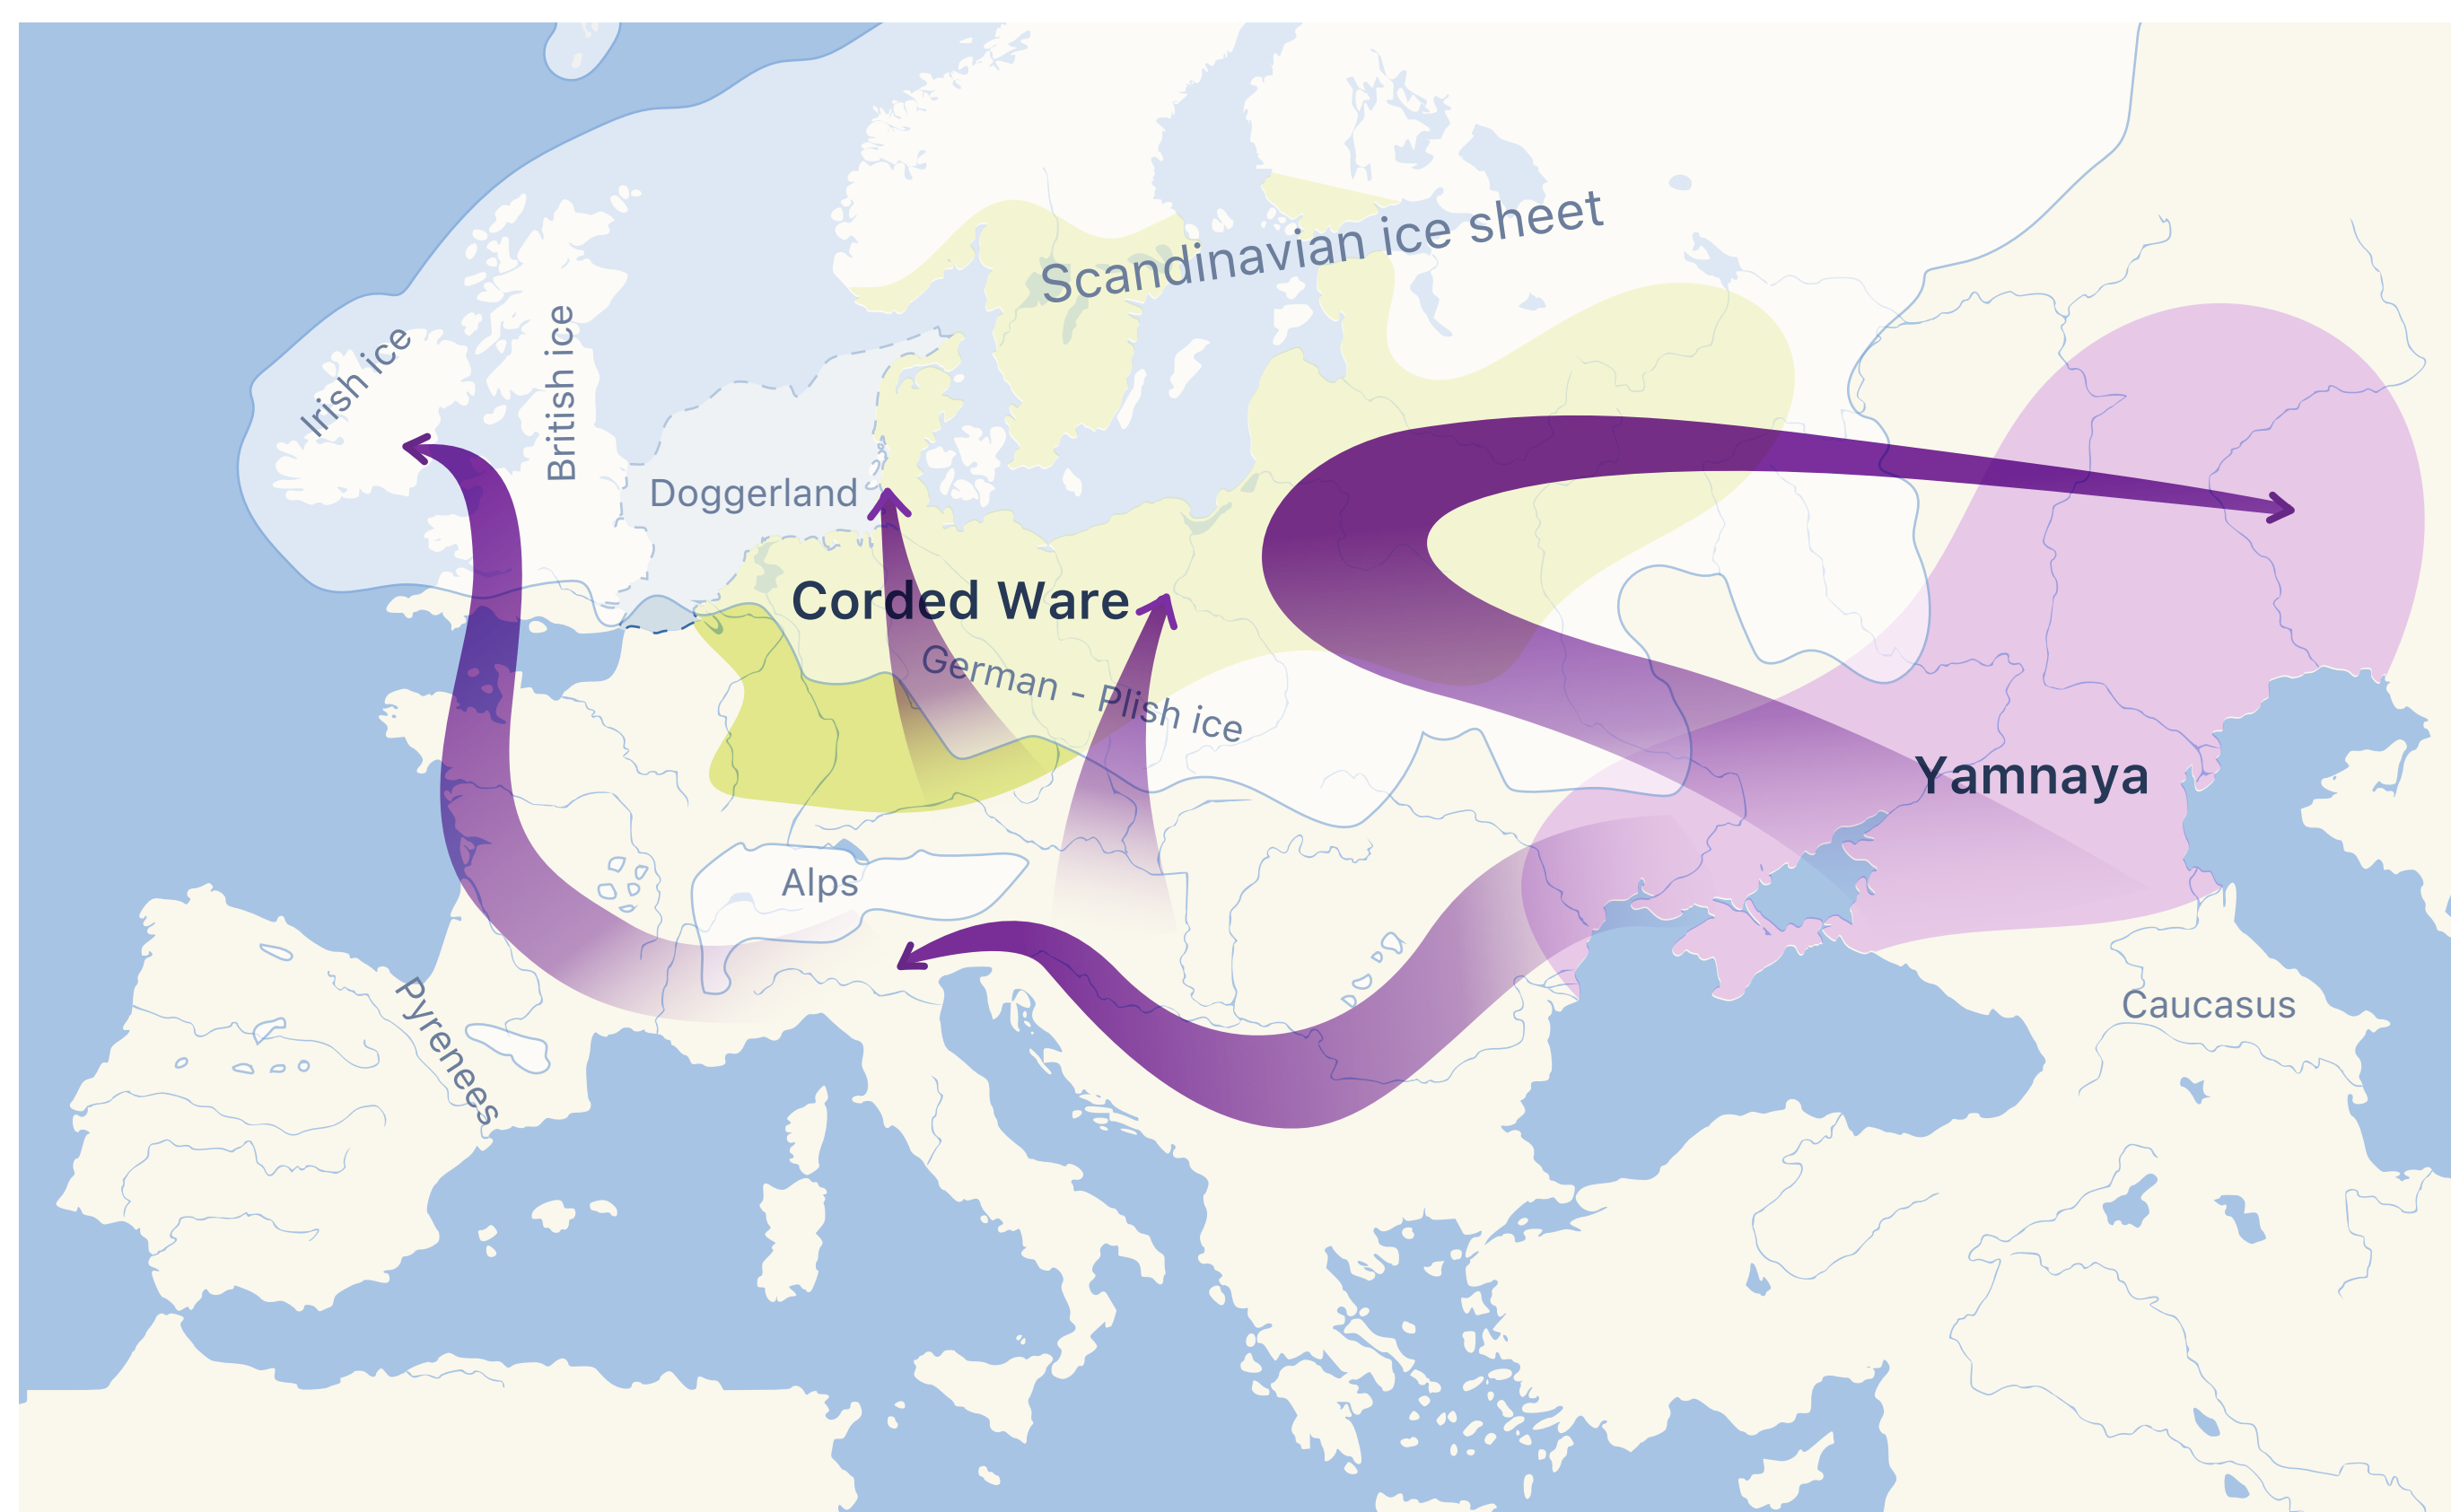 Scandinavian ice sheet
Irish ice
British ice
Doggerland
Corded Ware
German - Plish ice
Yamnaya
Alps
Pyrenees
Caucasus